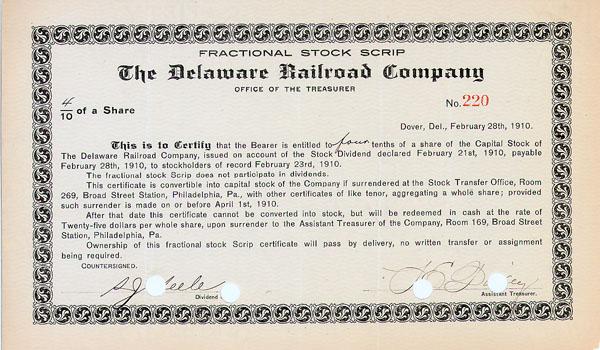 FRACTIONAL STOCK SCRIP
The Delaware Railroad Company
OFFICE OF THE TREASURER
4/10 of a Share
No. 220
Dover, Del., February 28th, 1910.
This is to Certify that the Bearer is entitled to four tenths of a share of the Capital Stock of
The Delaware Railroad Company, issued on account of the Stock Dividend declared February 21st, 1910, payable
February 28th, 1910, to stockholders of record February 23rd, 1910.
The fractional stock Scrip does not participate in dividends.
This certificate is convertible into capital stock of the Company if surrendered at the Stock Transfer Office, Room
269, Broad Street Station, Philadelphia, Pa., with other certificates of like tenor, aggregating a whole share; provided
such surrender is made on or before April 1st, 1910.
After that date this certificate cannot be converted into stock, but will be redeemed in cash at the rate of
Twenty-five dollars per whole share, upon surrender to the Assistant Treasurer of the Company, Room 169, Broad Street
Station, Philadelphia, Pa.
Ownership of this fractional stock Scrip certificate will pass by delivery, no written transfer or assignment
being required.
COUNTERSIGNED.
Dividend
Assistant Treasurer.